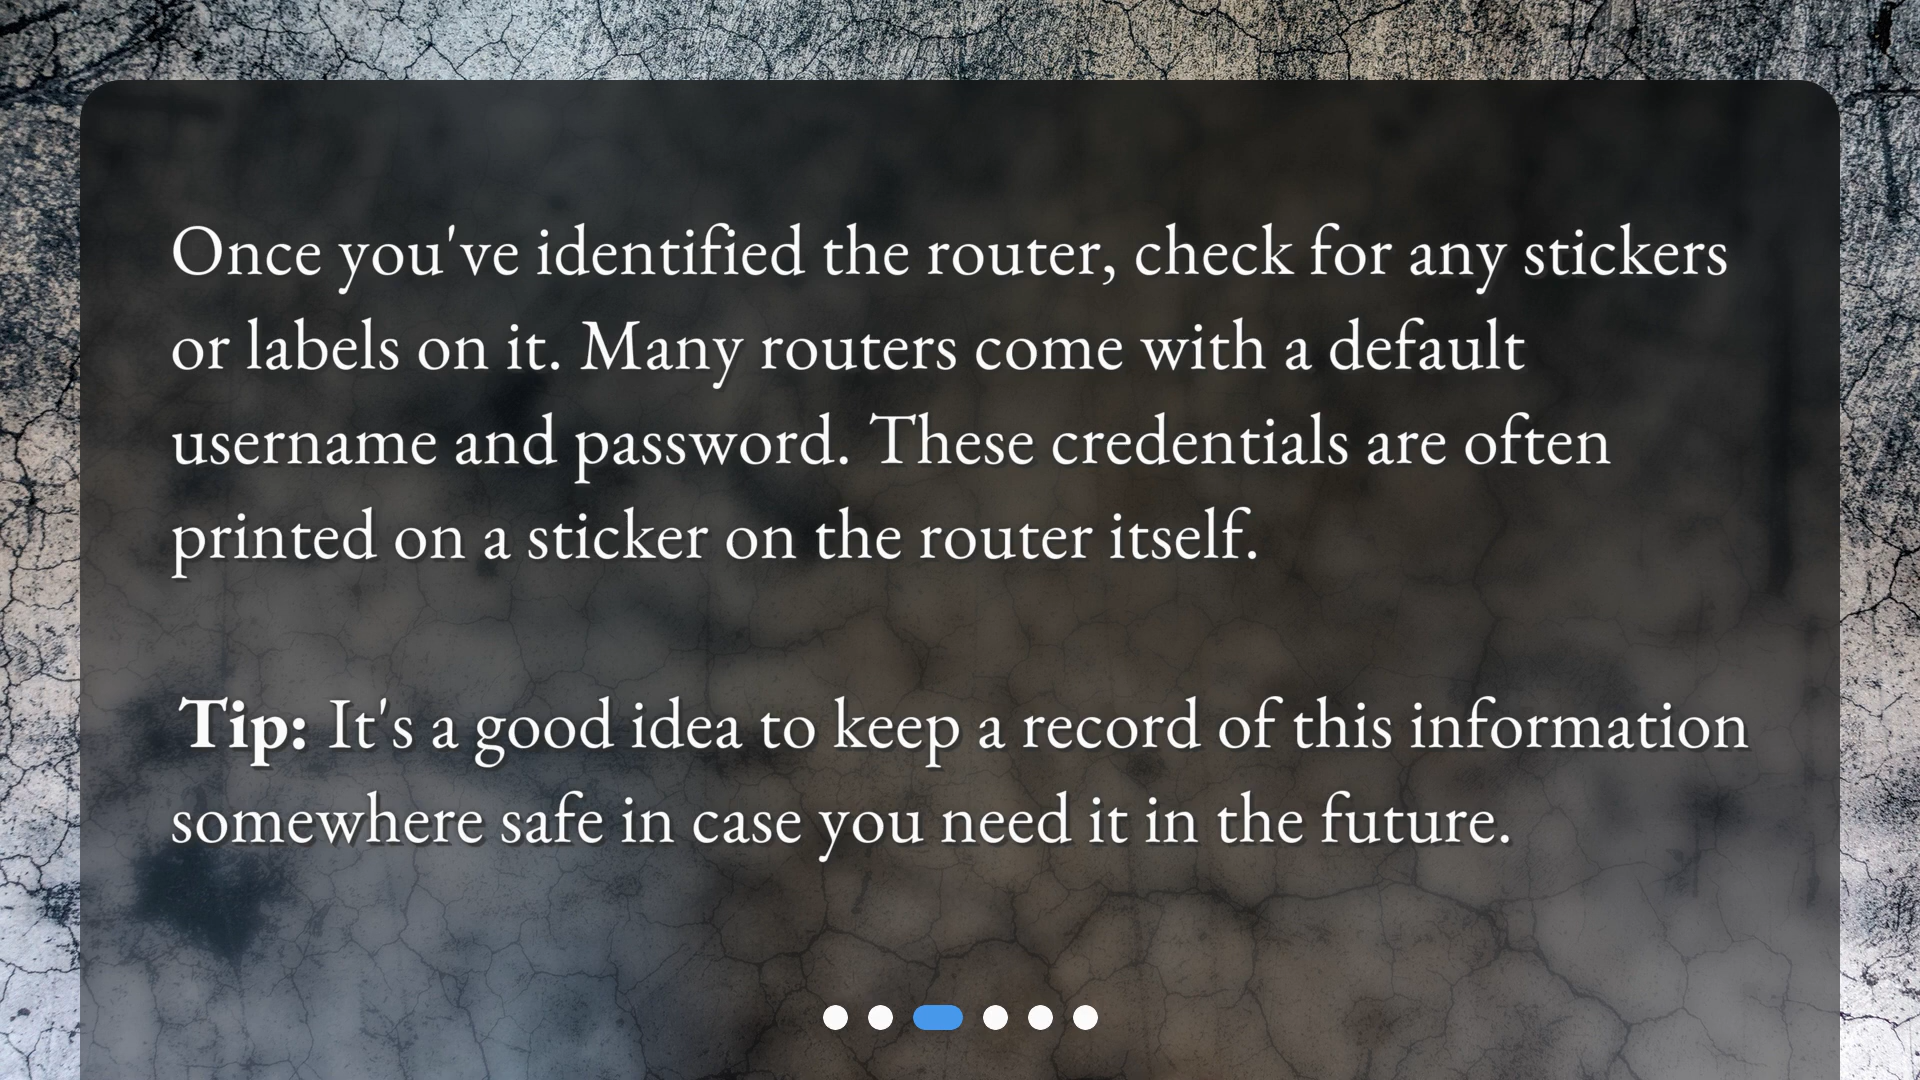 Once you've identified the router, check for any stickers
or labels on it. Many routers come with a default
username and password. These credentials are often
printed on a sticker on the router itself.
Tip: It's a good idea to keep a record of this information
somewhere safe in case you need it in the future.